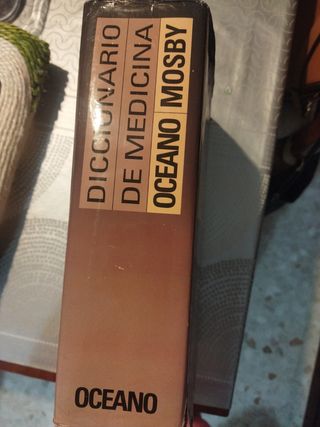 DICCIONARIO
DE MEDICINA
OCEANO MOSBY
OCEANO